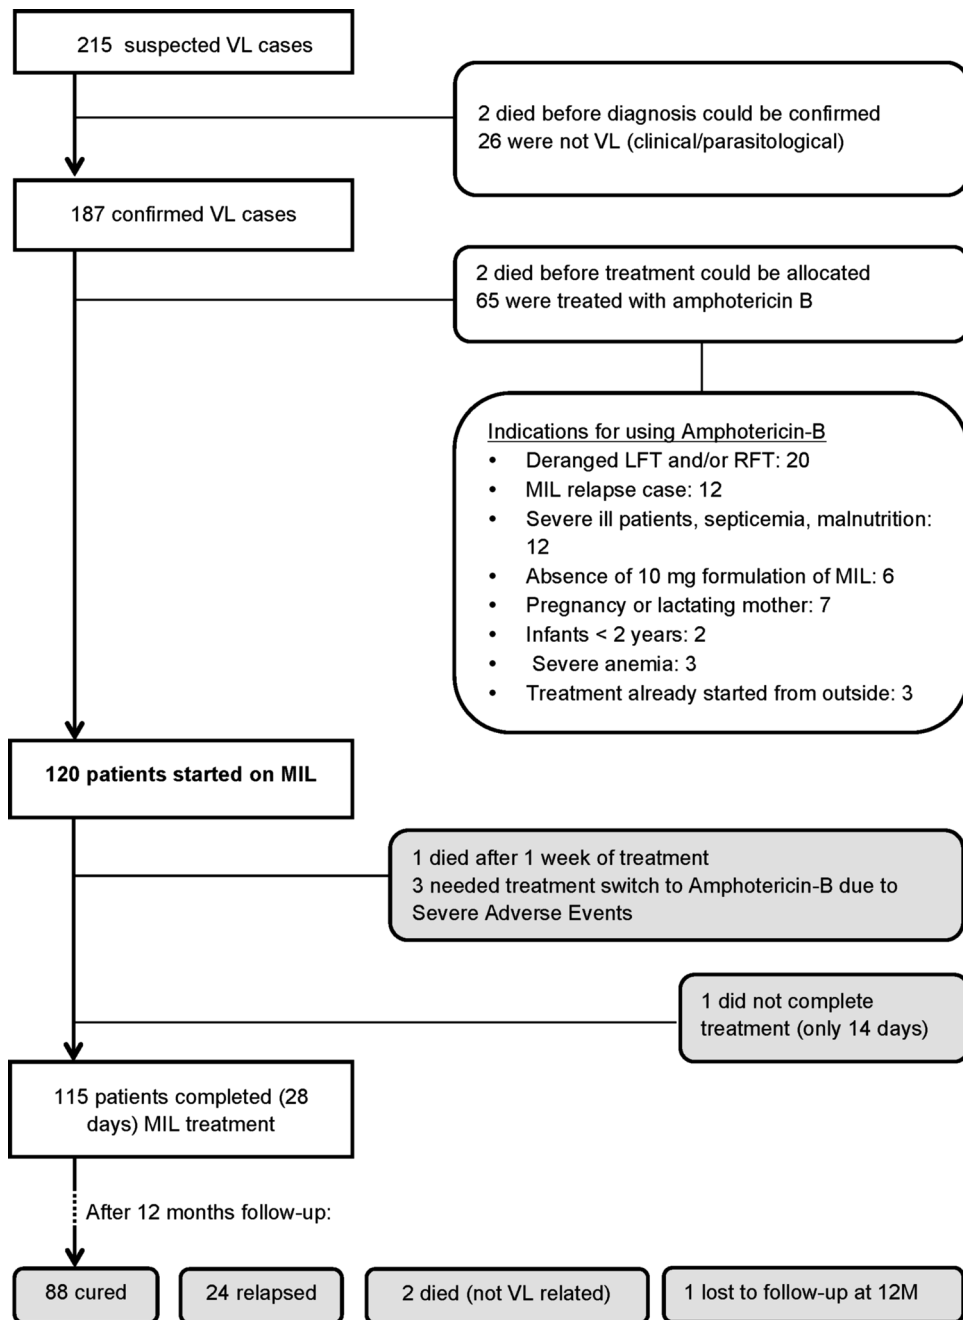 215 suspected VL cases
2 died before diagnosis could be confirmed
26 were not VL (clinical/parasitological)
187 confirmed VL cases
2 died before treatment could be allocated
65 were treated with amphotericin B
Indications for using Amphotericin-B
• Deranged LFT and/or RFT: 20
• MIL relapse case: 12
• Severe ill patients, septicemia, malnutrition:
12
• Absence of 10 mg formulation of MIL: 6
• Pregnancy or lactating mother: 7
• Infants < 2 years: 2
• Severe anemia: 3
• Treatment already started from outside: 3
120 patients started on MIL
1 died after 1 week of treatment
3 needed treatment switch to Amphotericin-B due to
Severe Adverse Events
1 did not complete
treatment (only 14 days)
115 patients completed (28
days) MIL treatment
After 12 months follow-up:
88 cured
24 relapsed
2 died (not VL related)
1 lost to follow-up at 12M